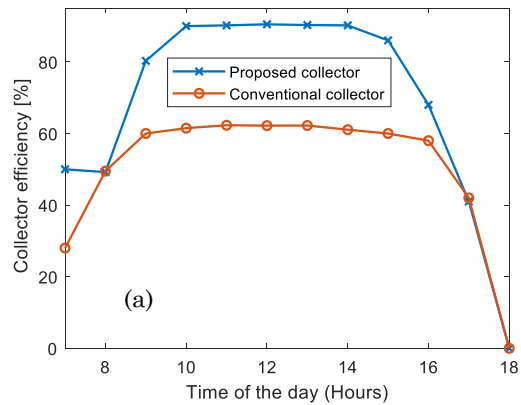 Collector efficiency [%]
80
60
40
20
0
Proposed collector
Conventional collector
(a)
8 10 12 14 16 18
Time of the day (Hours)